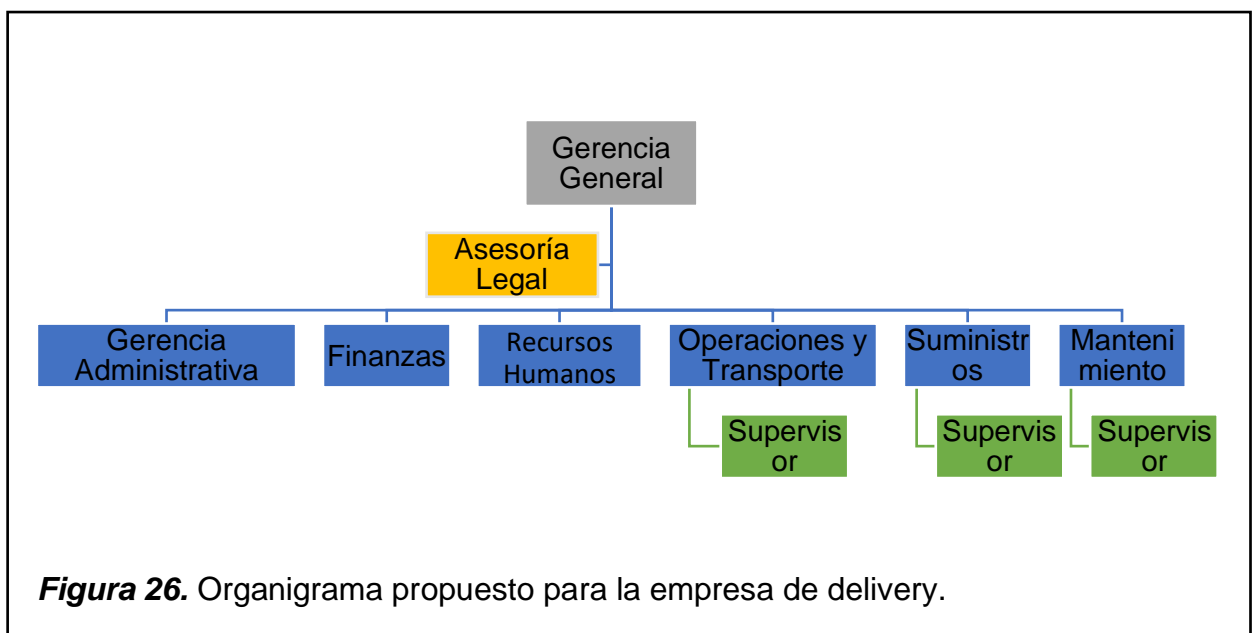 Gerencia
General
Asesoría
Legal
Gerencia
Administrativa
Finanzas
Recursos
Humanos
Operaciones y
Transporte
Suministr
os
Manteni
miento
Supervis
or
Supervis
or
Supervis
or
Figura 26. Organigrama propuesto para la empresa de delivery.